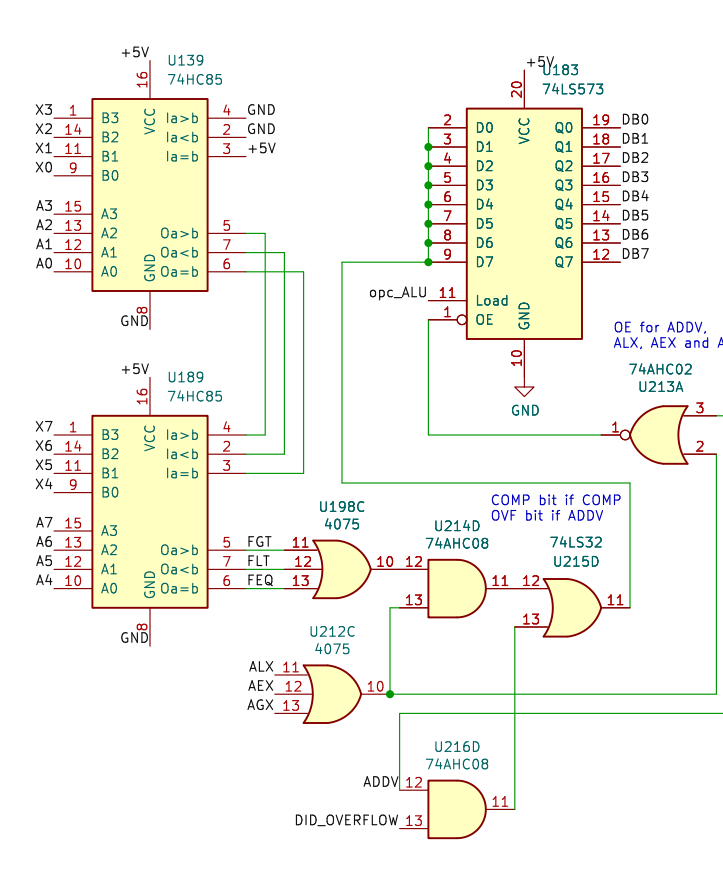 +5V
U139
74HC85
16
VCC
X3 1 B3 Ia>b 4 GND
X2 14 B2 Ia<b 2 GND
X1 11 B1 Ia=b 3 +5V
X0 9 B0
A3 15 A3
A2 13 A2 Oa>b 5
A1 12 A1 Oa<b 7
A0 10 A0 Oa=b 6
GND
8
GND
+5V
U183
74LS573
20
VCC
2 D0 Q0 19 DB0
3 D1 Q1 18 DB1
4 D2 Q2 17 DB2
5 D3 Q3 16 DB3
6 D4 Q4 15 DB4
7 D5 Q5 14 DB5
8 D6 Q6 13 DB6
9 D7 Q7 12 DB7
opc_ALU 11 Load
1 OE
GND
10
GND
OE for ADDV,
ALX, AEX and A
74AHC02
U213A
3
1
2
+5V
U189
74HC85
16
VCC
X7 1 B3 Ia>b 4
X6 14 B2 Ia<b 2
X5 11 B1 Ia=b 3
X4 9 B0
A7 15 A3
A6 13 A2 Oa>b 5 FGT
A5 12 A1 Oa<b 7 FLT
A4 10 A0 Oa=b 6 FEQ
GND
8
GND
U198C
4075
11
12
13
10
COMP bit if COMP
OVF bit if ADDV
U214D
74AHC08
12
13
11
74LS32
U215D
12
13
11
U212C
4075
ALX 11
AEX 12
AGX 13
10
U216D
74AHC08
ADDV 12
DID_OVERFLOW 13
11